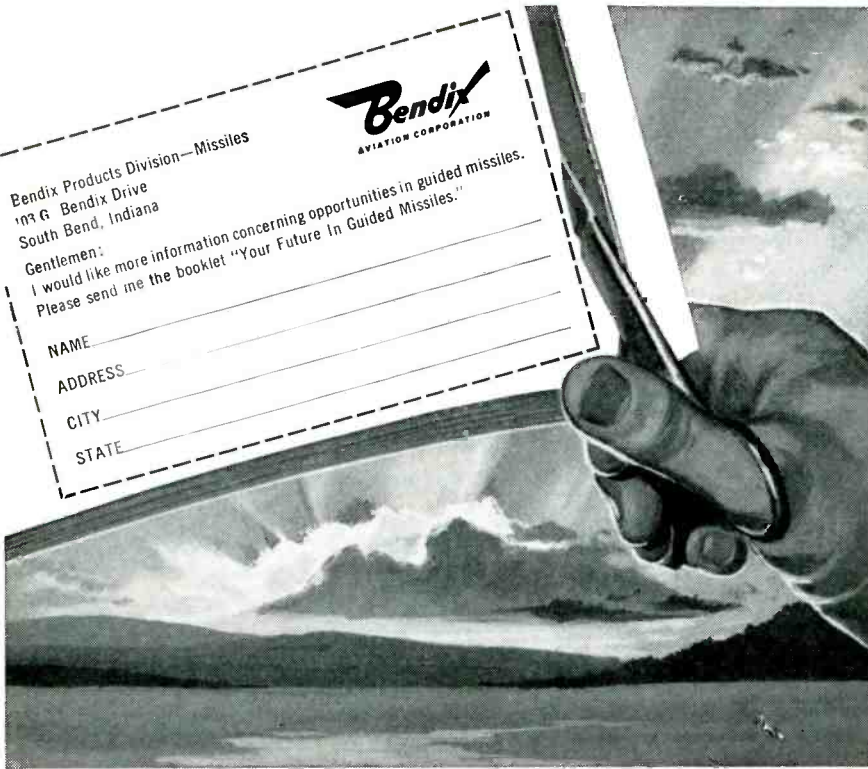 Bendix
AVIATION CORPORATION
Bendix Products Division—Missiles
103 G Bendix Drive
South Bend, Indiana
Gentlemen:
I would like more information concerning opportunities in guided missiles.
Please send me the booklet "Your Future In Guided Missiles."
NAME
ADDRESS
CITY
STATE